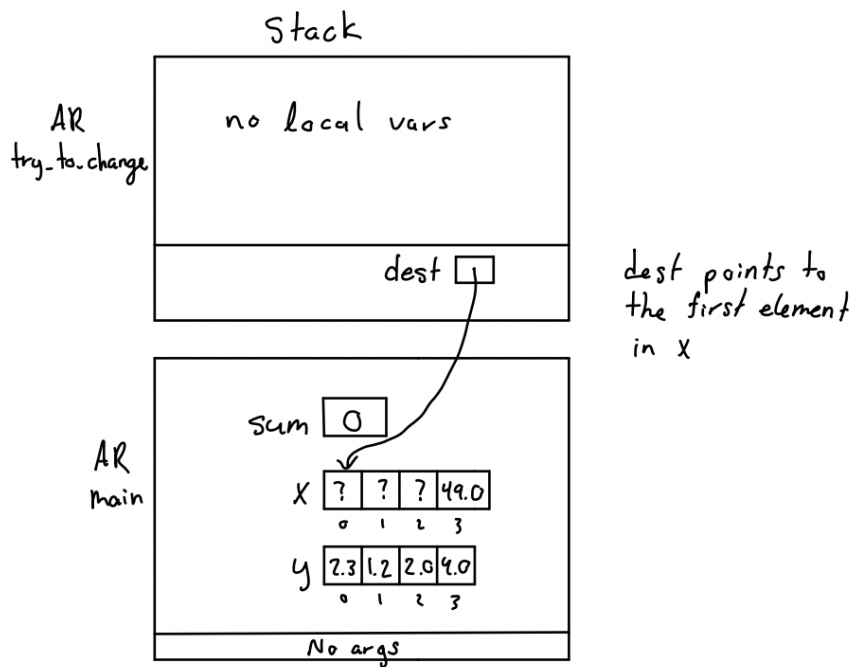 Stack
AR
try_to_change
no local vars
dest
dest points to
the first element
in x
AR
main
sum 0
x ? ? ? 49.0
0 1 2 3
y 2.3 1.2 2.0 4.0
0 1 2 3
No args